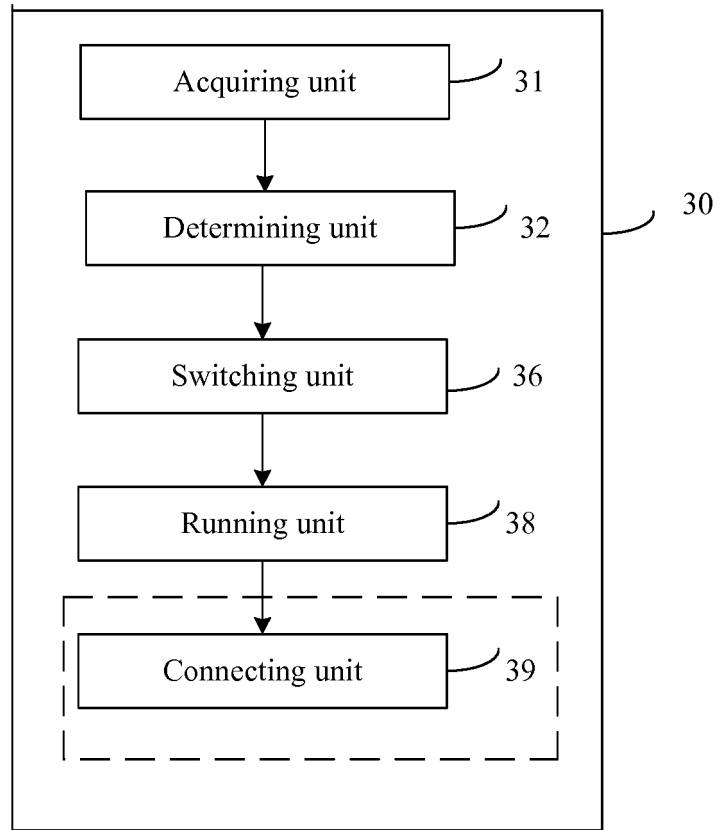 Acquiring unit 31
30
Determining unit 32
Switching unit 36
Running unit 38
Connecting unit 39